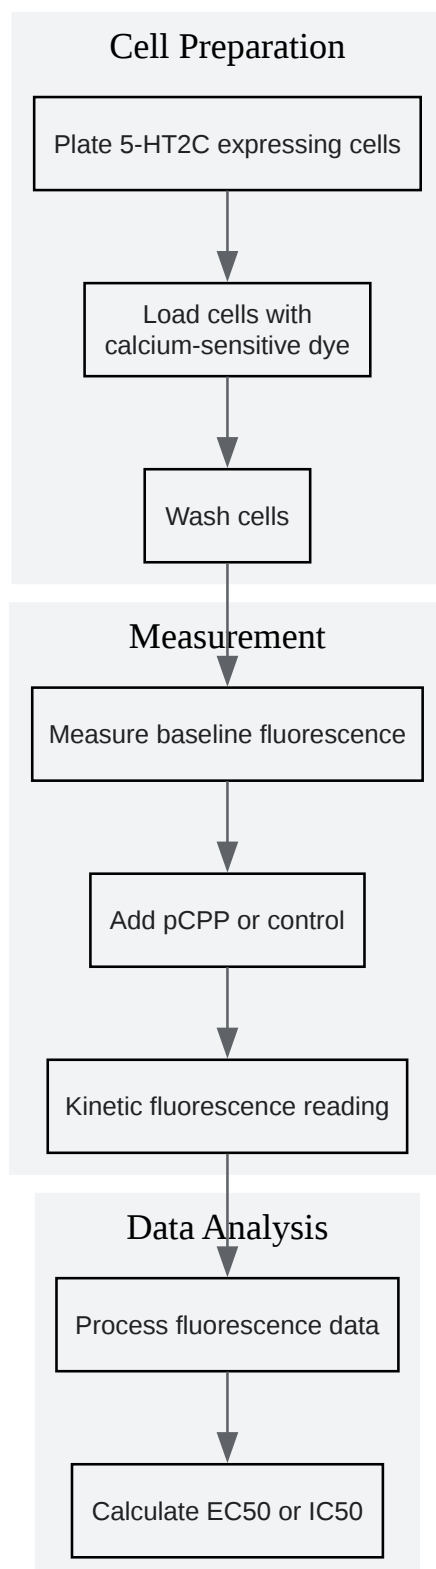 Cell Preparation
Plate 5-HT2C expressing cells
Load cells with
calcium-sensitive dye
Wash cells
Measurement
Measure baseline fluorescence
Add pCPP or control
Kinetic fluorescence reading
Data Analysis
Process fluorescence data
Calculate EC50 or IC50